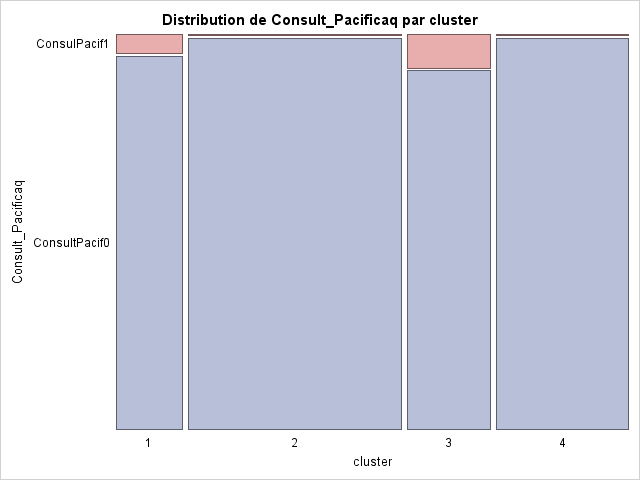 Distribution de Consult_Pacificaq par cluster
ConsulPacif1
ConsultPacif0
Consult_Pacificaq
1 2 3 4
cluster